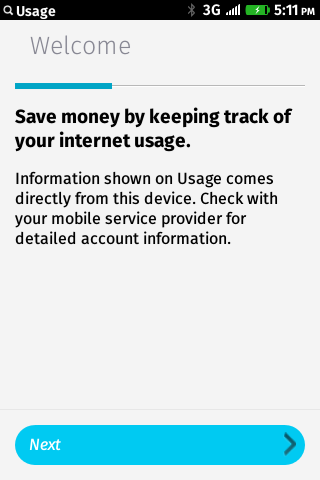 Usage 3G 5:11 PM
Welcome
Save money by keeping track of
your internet usage.
Information shown on Usage comes
directly from this device. Check with
your mobile service provider for
detailed account information.
Next